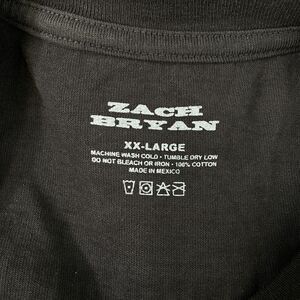 ZACH
BRYAN
XX-LARGE
MACHINE WASH COLD • TUMBLE DRY LOW
DO NOT BLEACH OR IRON • 100% COTTON
MADE IN MEXICO